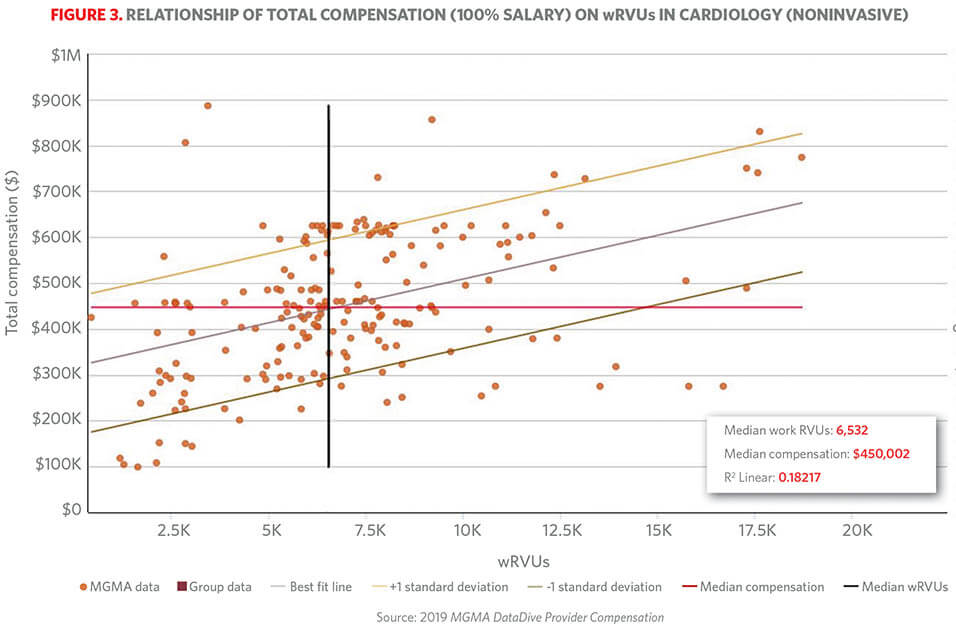 FIGURE 3. RELATIONSHIP OF TOTAL COMPENSATION (100% SALARY) ON wRVUs IN CARDIOLOGY (NONINVASIVE)
Total compensation ($)
$1M
$900K
$800K
$700K
$600K
$500K
$400K
$300K
$200K
$100K
$0
Median work RVUs: 6,532
Median compensation: $450,002
R² Linear: 0.18217
2.5K 5K 7.5K 10K 12.5K 15K 17.5K 20K
wRVUs
MGMA data Group data Best fit line +1 standard deviation -1 standard deviation Median compensation Median wRVUs
Source: 2019 MGMA DataDive Provider Compensation